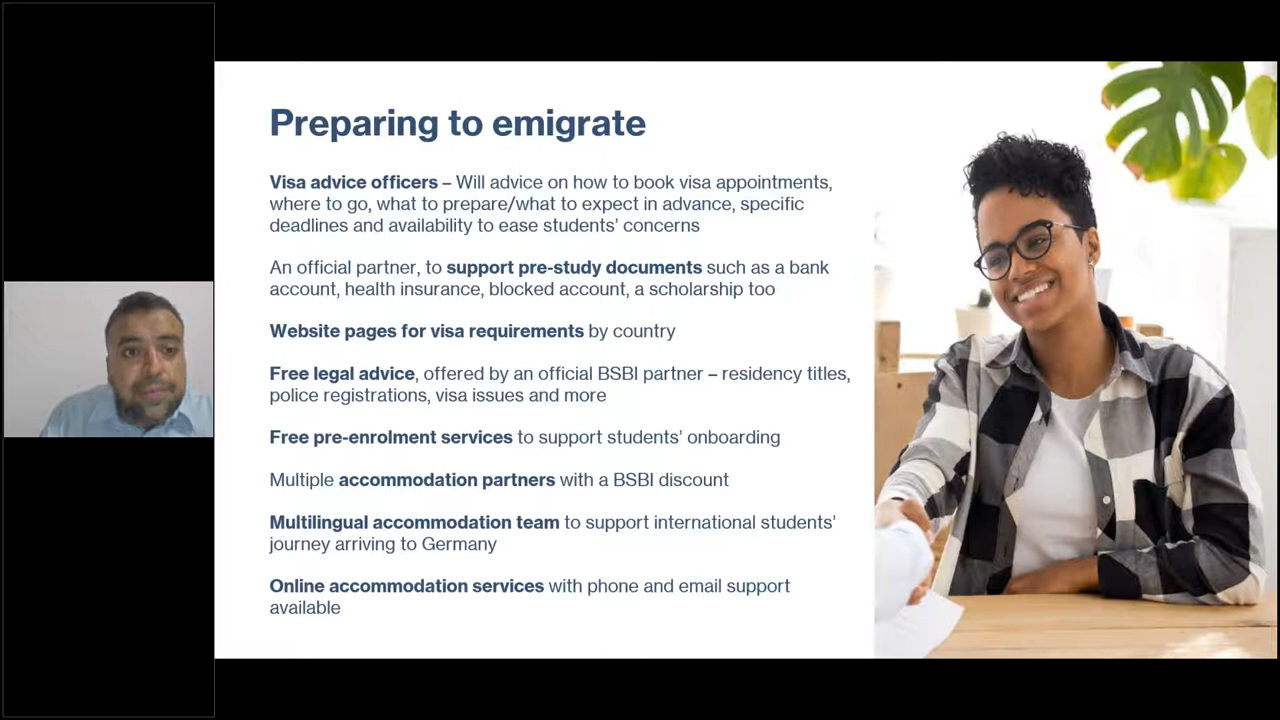 Preparing to emigrate
Visa advice officers – Will advice on how to book visa appointments,
where to go, what to prepare/what to expect in advance, specific
deadlines and availability to ease students’ concerns
An official partner, to support pre-study documents such as a bank
account, health insurance, blocked account, a scholarship too
Website pages for visa requirements by country
Free legal advice, offered by an official BSBI partner – residency titles,
police registrations, visa issues and more
Free pre-enrolment services to support students’ onboarding
Multiple accommodation partners with a BSBI discount
Multilingual accommodation team to support international students’
journey arriving to Germany
Online accommodation services with phone and email support
available